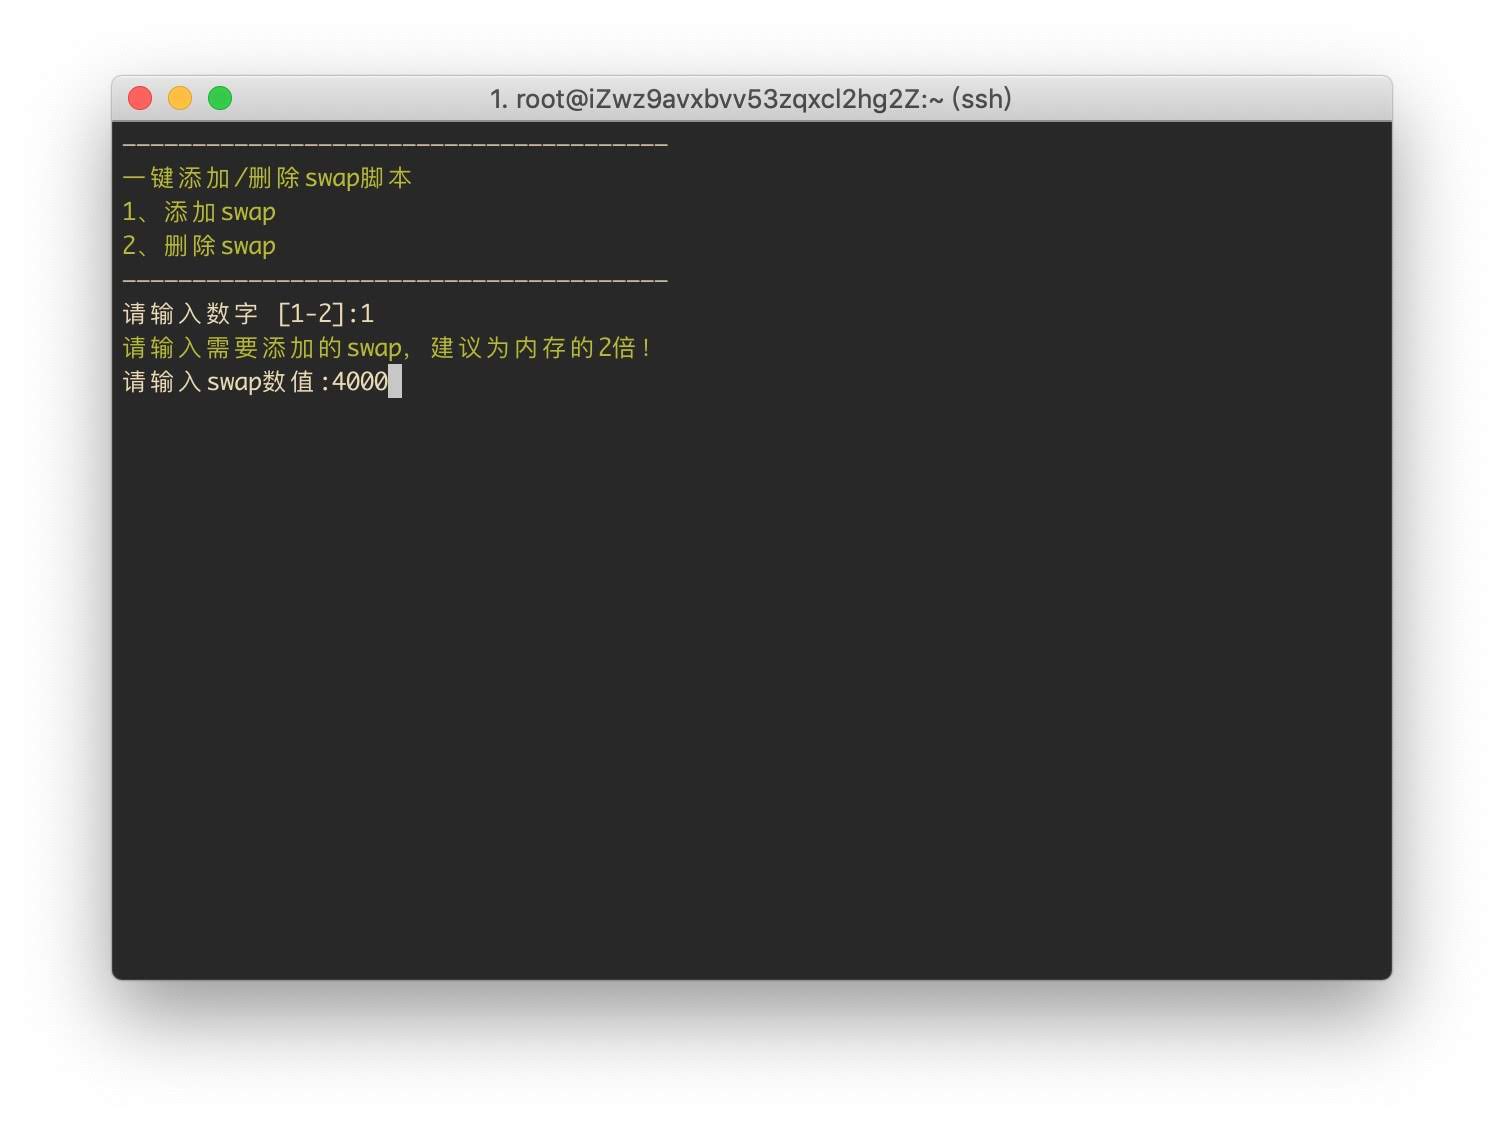 1. root@iZwz9avxbvv53zqxcl2hg2Z:~ (ssh)
———————————————————————————————————————
一键添加/删除swap脚本
1、添加swap
2、删除swap
———————————————————————————————————————
请输入数字 [1-2]:1
请输入需要添加的swap，建议为内存的2倍！
请输入swap数值:4000